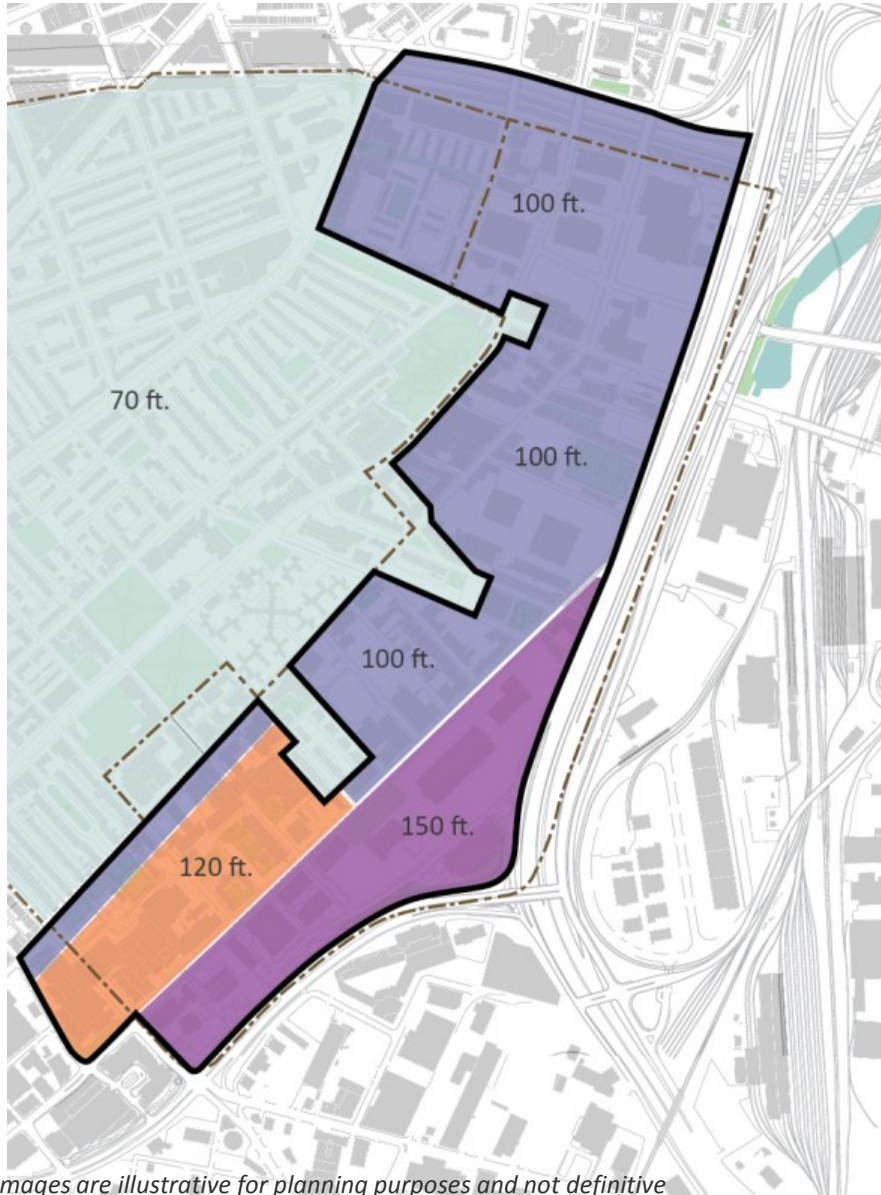 100 ft.
70 ft.
100 ft.
100 ft.
150 ft.
120 ft.
mages are illustrative for planning purposes and not definitive